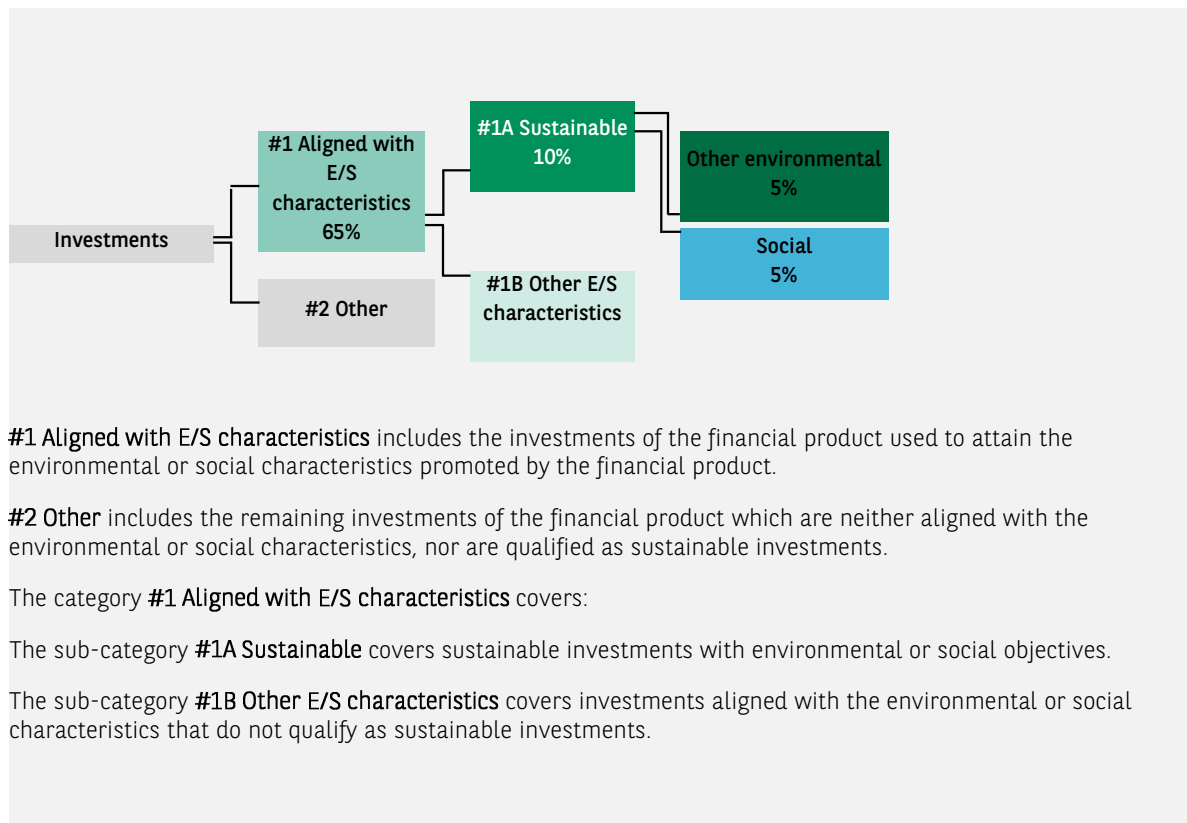 #1A Sustainable
10%
#1 Aligned with
E/S
characteristics
65%
Other environmental
5%
Investments
Social
5%
#1B Other E/S
characteristics
#2 Other
#1 Aligned with E/S characteristics includes the investments of the financial product used to attain the
environmental or social characteristics promoted by the financial product.
#2 Other includes the remaining investments of the financial product which are neither aligned with the
environmental or social characteristics, nor are qualified as sustainable investments.
The category #1 Aligned with E/S characteristics covers:
The sub-category #1A Sustainable covers sustainable investments with environmental or social objectives.
The sub-category #1B Other E/S characteristics covers investments aligned with the environmental or social
characteristics that do not qualify as sustainable investments.